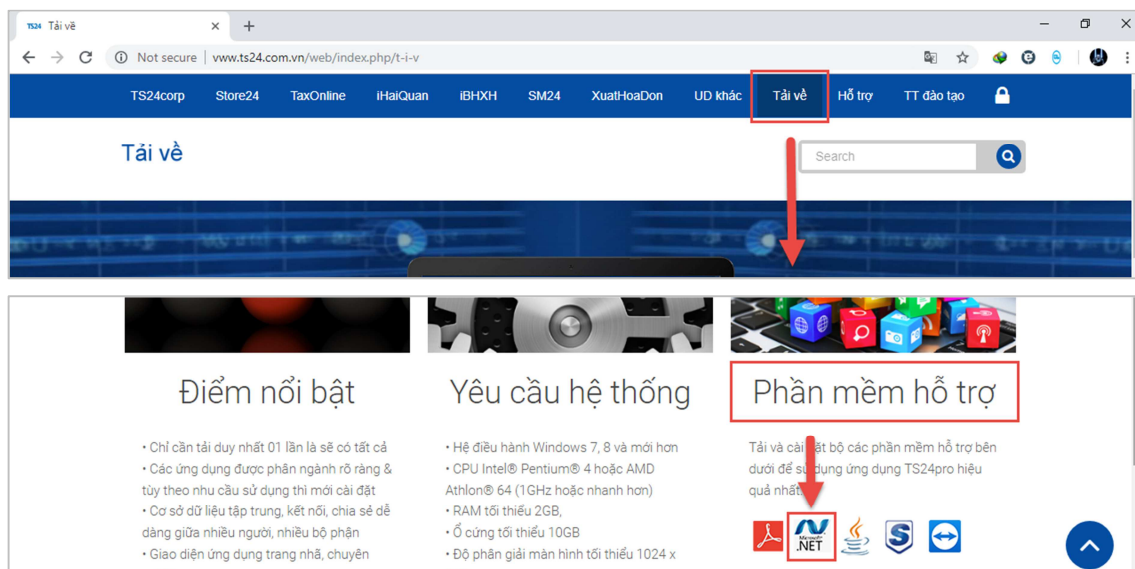 TS24 Tải về
Not secure | www.ts24.com.vn/web/index.php/t-i-v
TS24corp Store24 TaxOnline iHaiQuan iBHXH SM24 XuatHoaDon UD khác Tải về Hỗ trợ TT đào tạo
Tải về
Search
Điểm nổi bật
• Chỉ cần tải duy nhất 01 lần là sẽ có tất cả
• Các ứng dụng được phân ngành rõ ràng &
tùy theo nhu cầu sử dụng thì mới cài đặt
• Cơ sở dữ liệu tập trung, kết nối, chia sẻ dễ
dàng giữa nhiều người, nhiều bộ phận
• Giao diện ứng dụng trang nhã, chuyên
Yêu cầu hệ thống
• Hệ điều hành Windows 7, 8 và mới hơn
• CPU Intel® Pentium® 4 hoặc AMD
Athlon® 64 (1GHz hoặc nhanh hơn)
• RAM tối thiểu 2GB,
• Ổ cứng tối thiểu 10GB
• Độ phân giải màn hình tối thiểu 1024 x
Phần mềm hỗ trợ
Tải và cài đặt bộ các phần mềm hỗ trợ bên
dưới để sử dụng ứng dụng TS24pro hiệu
quả nhất
Microsoft
.NET